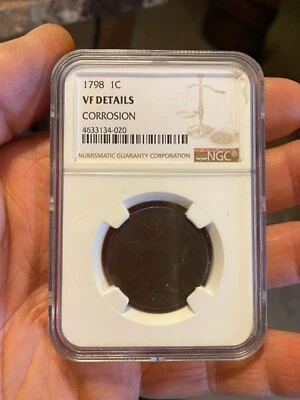 1798 1C
VF DETAILS
CORROSION
4633134-020
NUMISMATIC GUARANTY CORPORATION
NGC